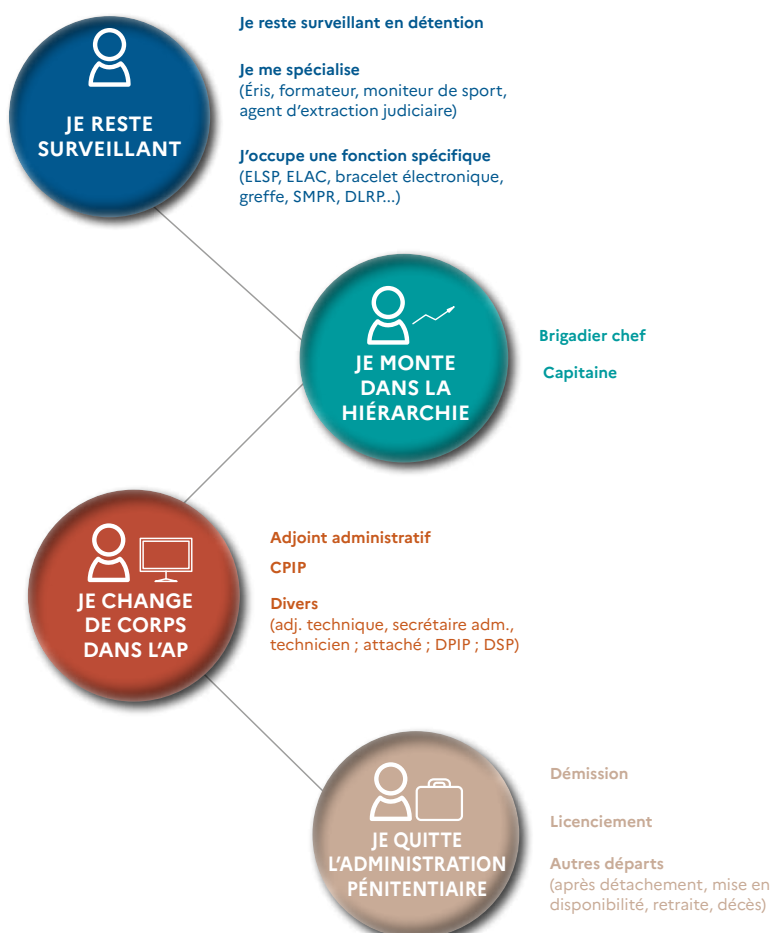 JE RESTE
SURVEILLANT
Je reste surveillant en détention
Je me spécialise
(Éris, formateur, moniteur de sport,
agent d’extraction judiciaire)
J’occupe une fonction spécifique
(ELSP, ELAC, bracelet électronique,
greffe, SMPR, DLRP...)
JE MONTE
DANS LA
HIÉRARCHIE
Brigadier chef
Capitaine
JE CHANGE
DE CORPS
DANS L’AP
Adjoint administratif
CPIP
Divers
(adj. technique, secrétaire adm.,
technicien ; attaché ; DPIP ; DSP)
JE QUITTE
L’ADMINISTRATION
PÉNITENTIAIRE
Démission
Licenciement
Autres départs
(après détachement, mise en
disponibilité, retraite, décès)